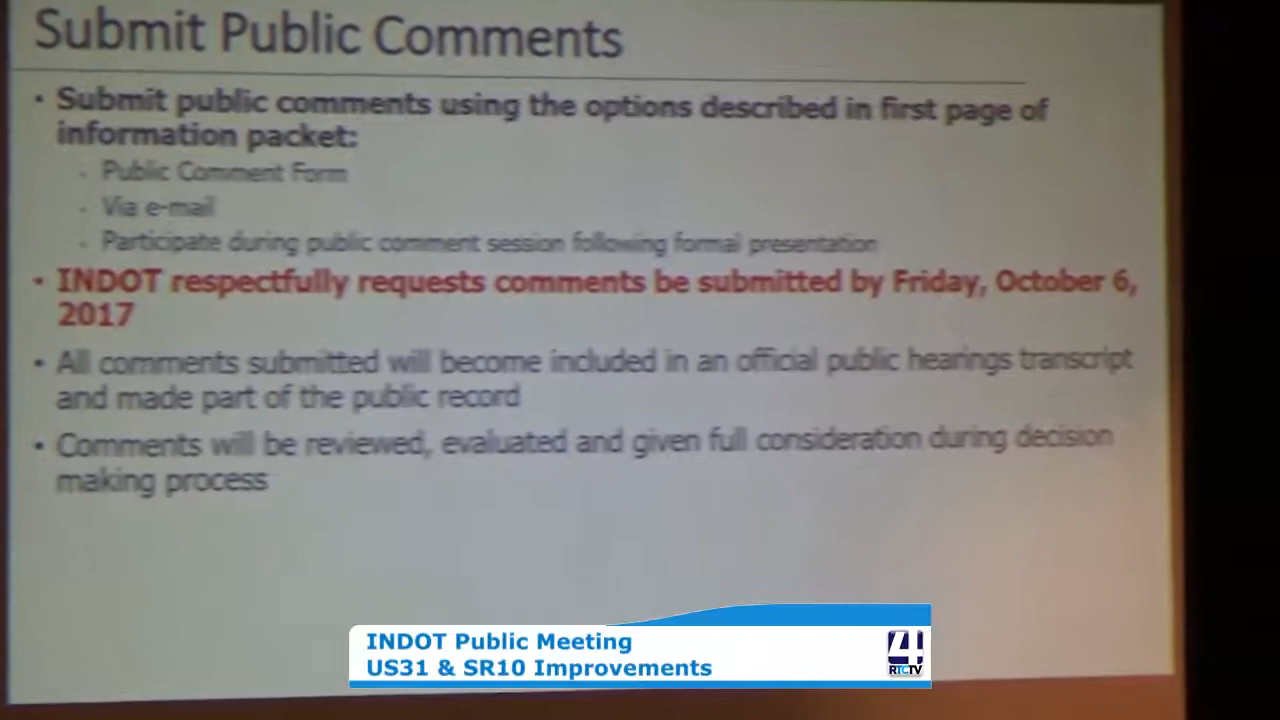 Submit Public Comments
• Submit public comments using the options described in first page of
information packet:
- Public Comment Form
- Via e-mail
- Participate during public comment session following formal presentation
• INDOT respectfully requests comments be submitted by Friday, October 6,
2017
• All comments submitted will become included in an official public hearings transcript
and made part of the public record
• Comments will be reviewed, evaluated and given full consideration during decision
making process
INDOT Public Meeting
US31 & SR10 Improvements
4
RTCTV